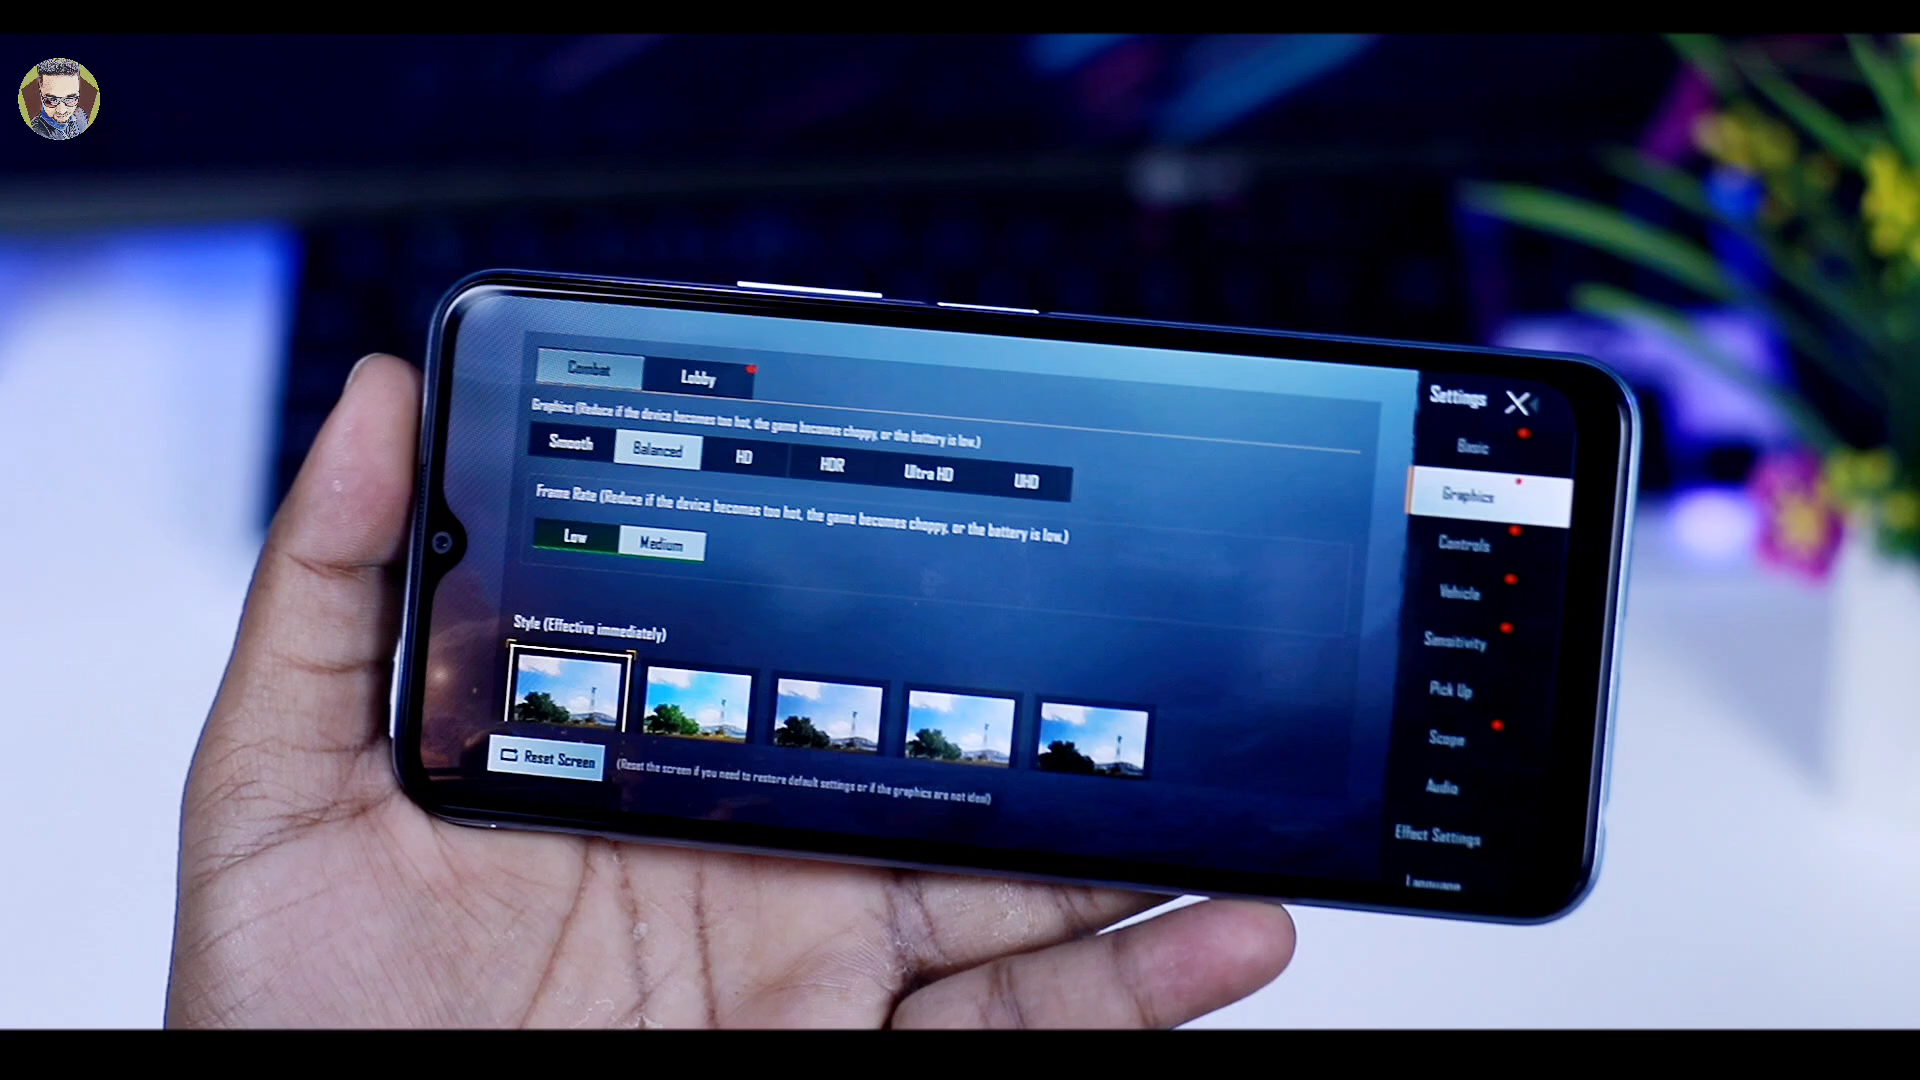 Combat Lobby
Graphics (Reduce if the device becomes too hot, the game becomes choppy, or the battery is low.)
Smooth Balanced HD HDR Ultra HD UHD
Frame Rate (Reduce if the device becomes too hot, the game becomes choppy, or the battery is low.)
Low Medium
Style (Effective immediately)
Reset Screen (Reset the screen if you need to restore default settings or if the graphics are not ideal)
Settings
Basic
Graphics
Controls
Vehicle
Sensitivity
Pick Up
Scope
Audio
Effect Settings
Language